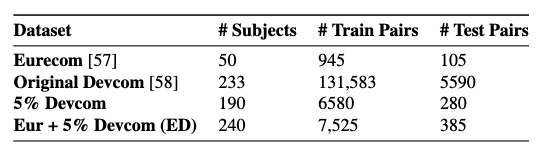 Dataset # Subjects # Train Pairs # Test Pairs
Eurecom [57] 50 945 105
Original Devcom [58] 233 131,583 5590
5% Devcom 190 6580 280
Eur + 5% Devcom (ED) 240 7,525 385